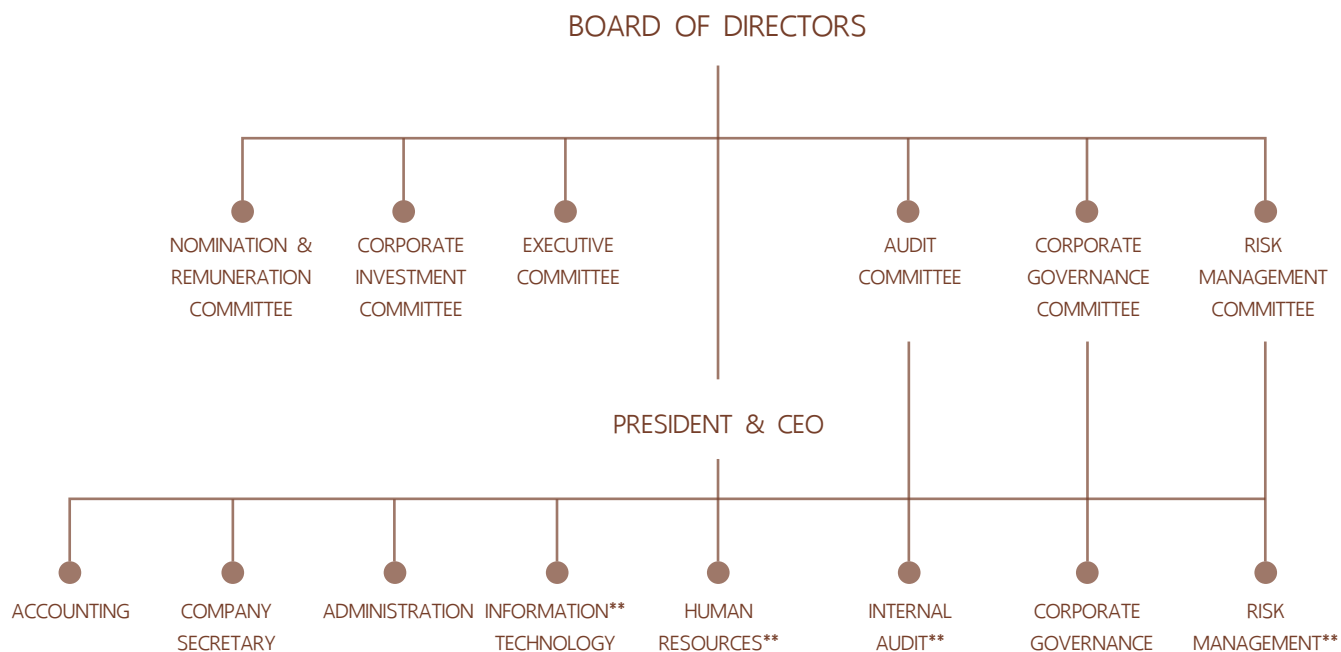 BOARD OF DIRECTORS
NOMINATION &
REMUNERATION
COMMITTEE
CORPORATE
INVESTMENT
COMMITTEE
EXECUTIVE
COMMITTEE
AUDIT
COMMITTEE
CORPORATE
GOVERNANCE
COMMITTEE
RISK
MANAGEMENT
COMMITTEE
PRESIDENT & CEO
ACCOUNTING
COMPANY
SECRETARY
ADMINISTRATION
INFORMATION**
TECHNOLOGY
HUMAN
RESOURCES**
INTERNAL
AUDIT**
CORPORATE
GOVERNANCE
RISK
MANAGEMENT**